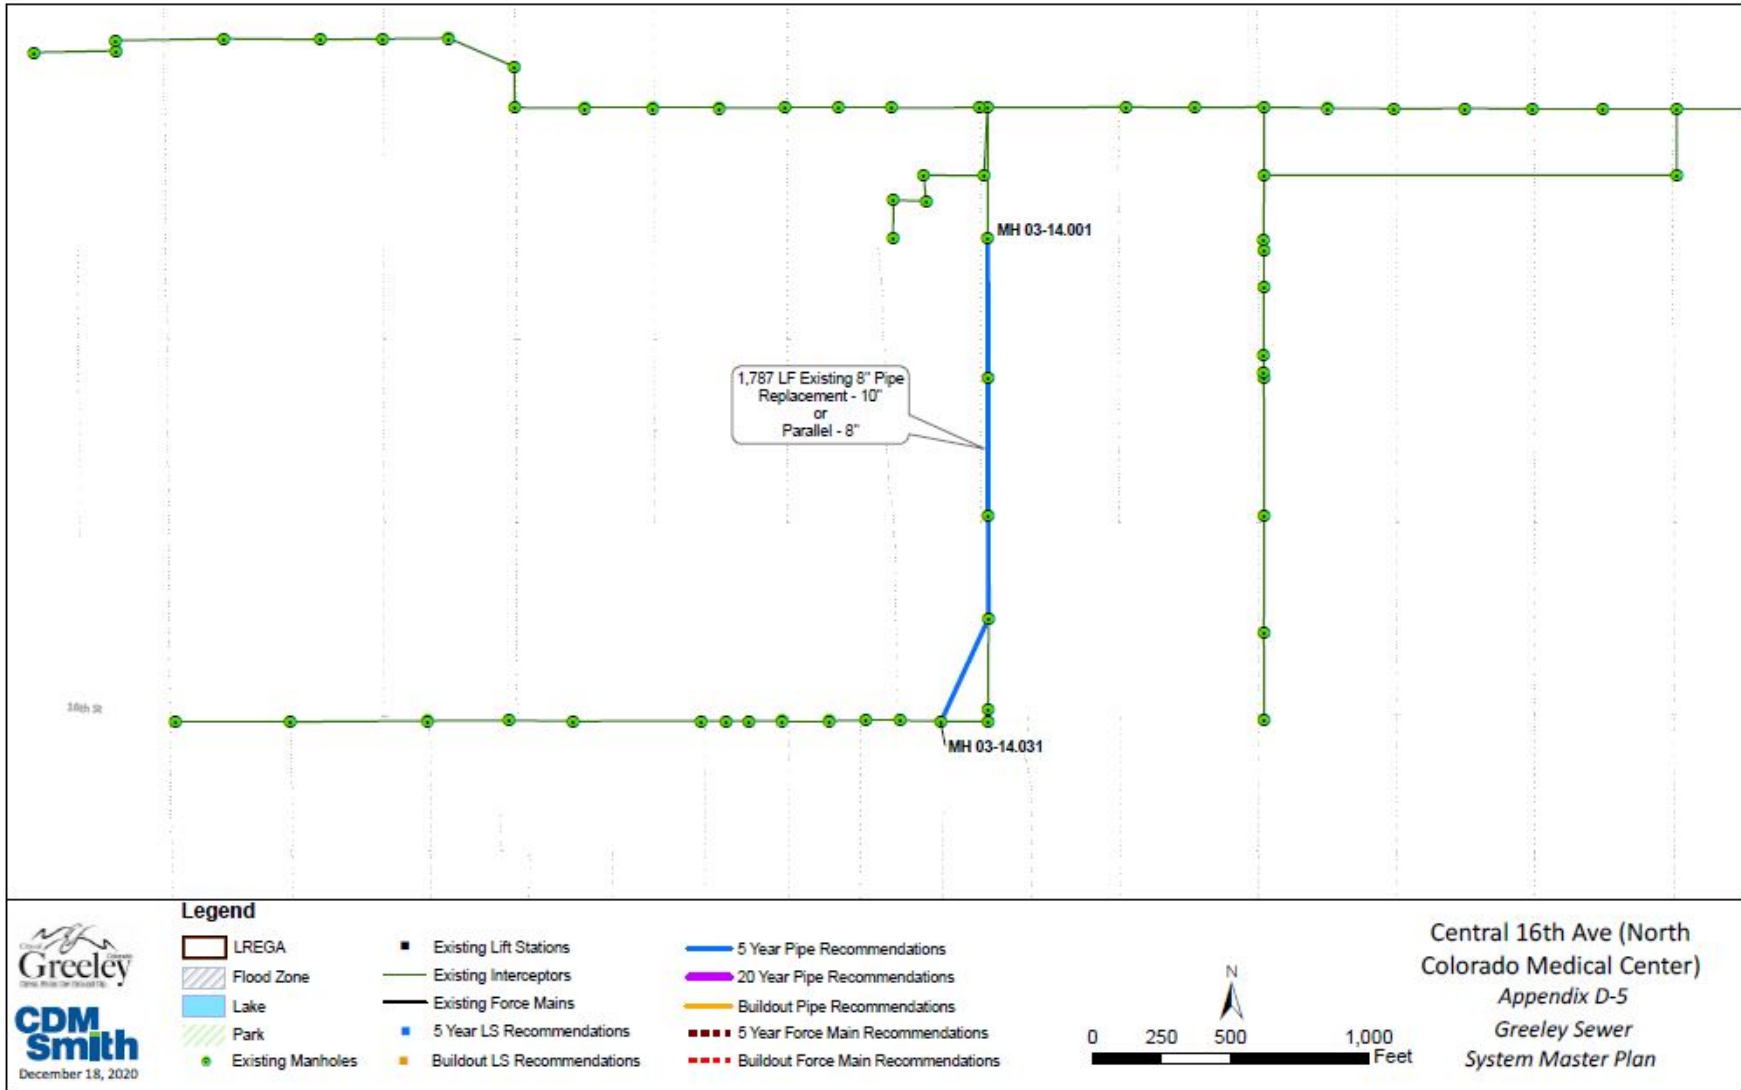 MH 03-14.001
1,787 LF Existing 8" Pipe
Replacement - 10"
or
Parallel - 8"
16th St
MH 03-14.031
Legend
LREGA
Flood Zone
Lake
Park
Existing Manholes
Existing Lift Stations
Existing Interceptors
Existing Force Mains
5 Year LS Recommendations
Buildout LS Recommendations
5 Year Pipe Recommendations
20 Year Pipe Recommendations
Buildout Pipe Recommendations
5 Year Force Main Recommendations
Buildout Force Main Recommendations
N
0 250 500 1,000
Feet
Central 16th Ave (North
Colorado Medical Center)
Appendix D-5
Greeley Sewer
System Master Plan
City of
Greeley
Colorado
CDM
Smith
December 18, 2020